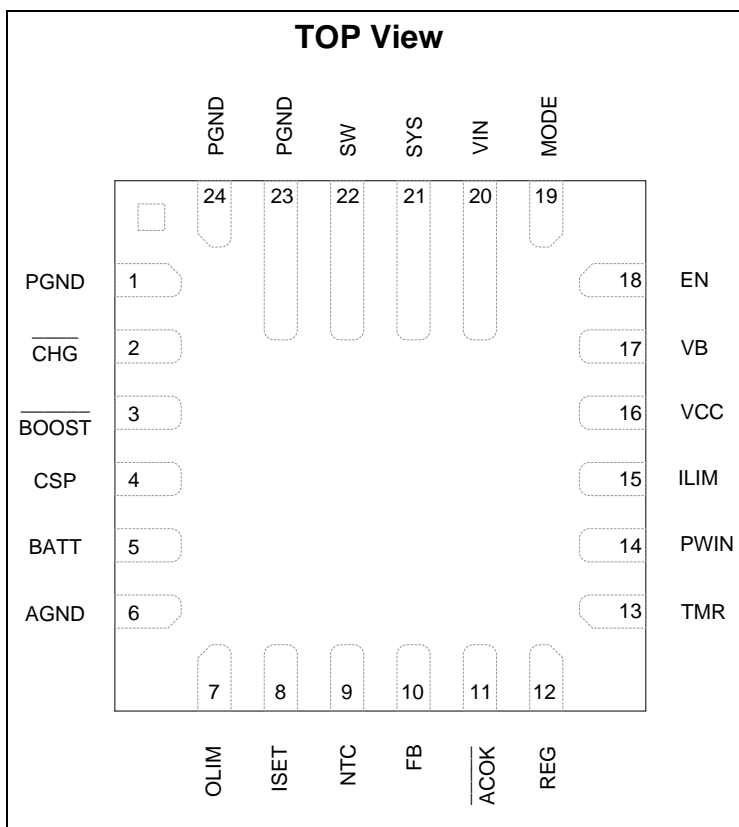 TOP View
PGND
PGND
SW
SYS
VIN
MODE
24
23
22
21
20
19
PGND
1
18
EN
CHG
2
17
VB
BOOST
3
16
VCC
CSP
4
15
ILIM
BATT
5
14
PWIN
AGND
6
13
TMR
7
8
9
10
11
12
OLIM
ISET
NTC
FB
ACOK
REG